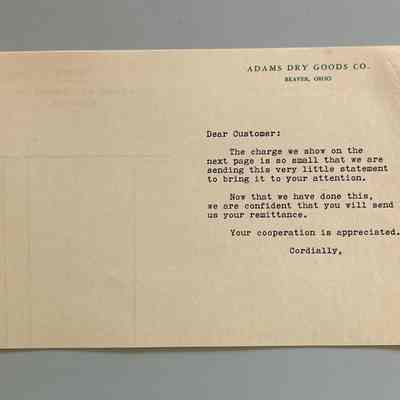 ADAMS DRY GOODS CO.
BEAVER, OHIO
Dear Customer:
The charge we show on the
next page is so small that we are
sending this very little statement
to bring it to your attention.
Now that we have done this,
we are confident that you will send
us your remittance.
Your cooperation is appreciated.
Cordially,